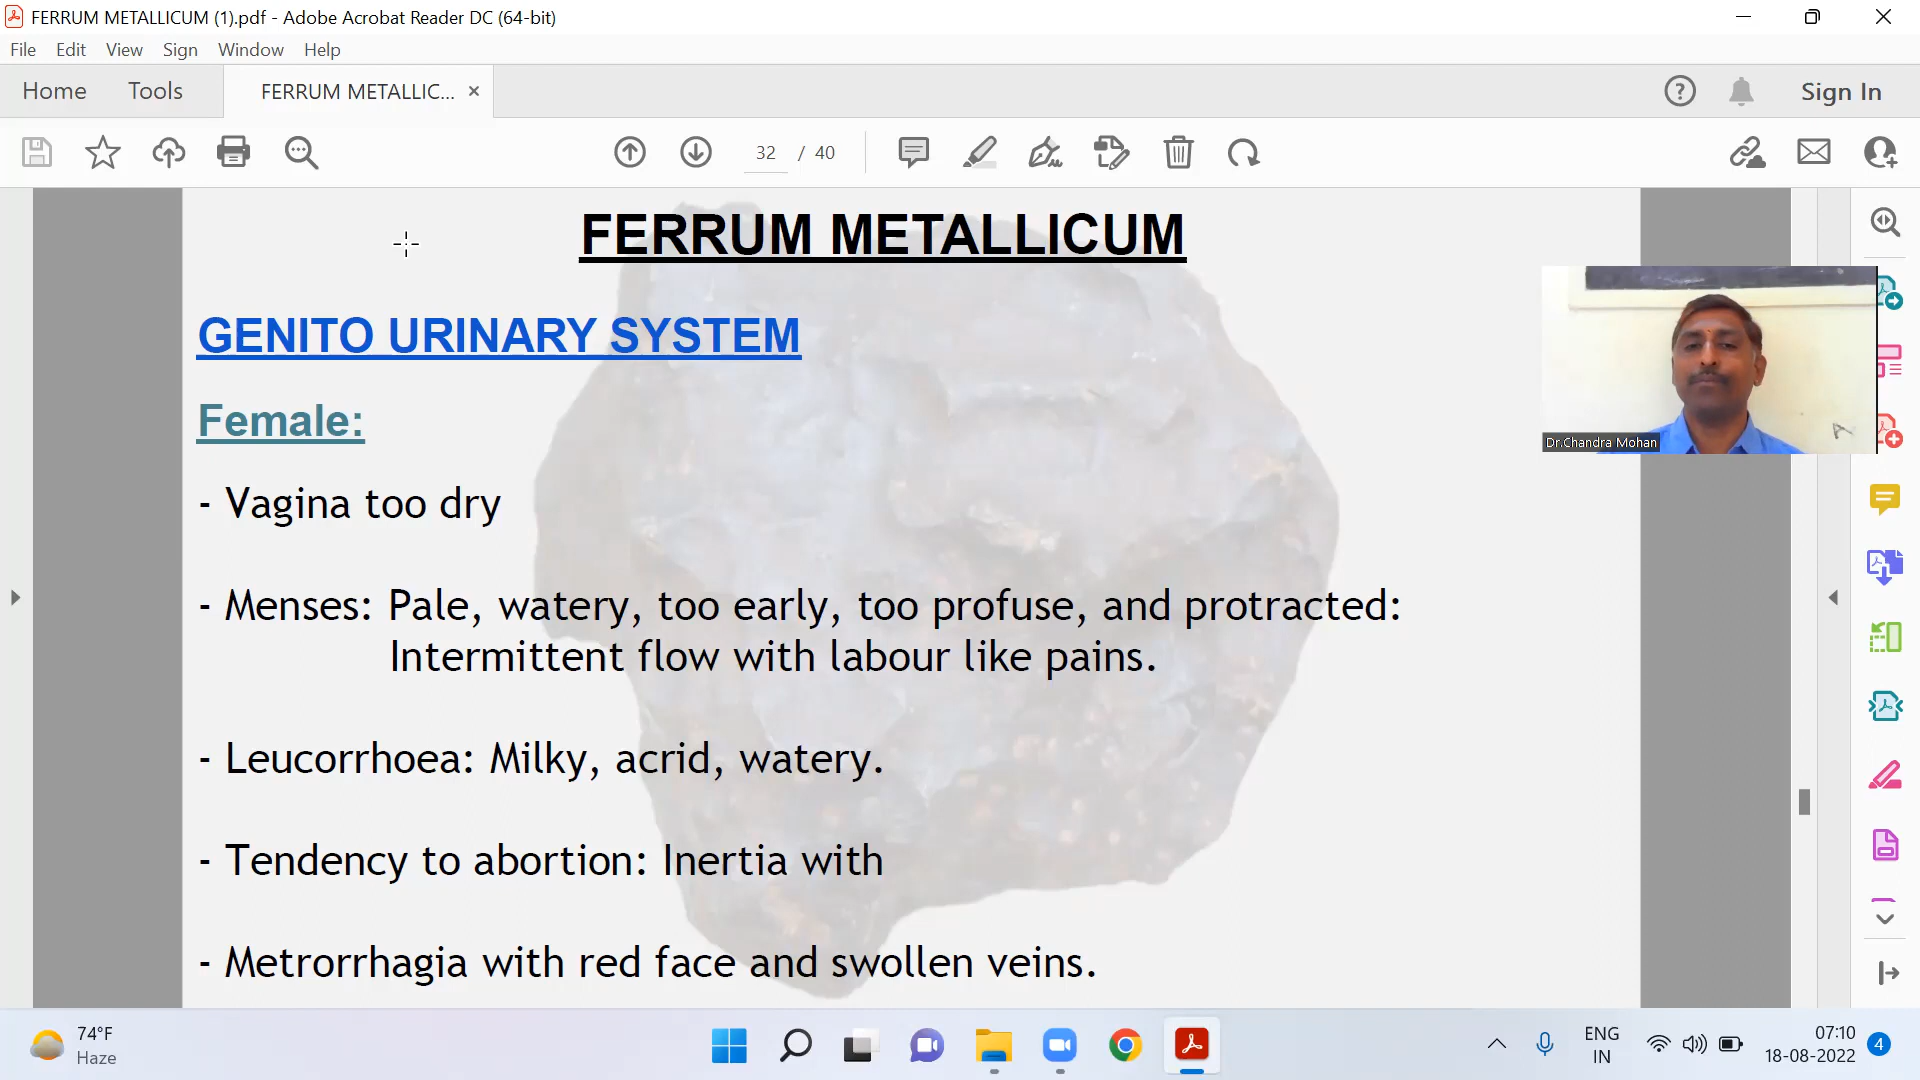 FERRUM METALLICUM (1).pdf - Adobe Acrobat Reader DC (64-bit)
File Edit View Sign Window Help
Home Tools FERRUM METALLIC... × Sign In
32 / 40
FERRUM METALLICUM
GENITO URINARY SYSTEM
Female:
- Vagina too dry
- Menses: Pale, watery, too early, too profuse, and protracted:
Intermittent flow with labour like pains.
- Leucorrhoea: Milky, acrid, watery.
- Tendency to abortion: Inertia with
- Metrorrhagia with red face and swollen veins.
Dr.Chandra Mohan
A
74°F
Haze
ENG
IN
07:10
18-08-2022
4